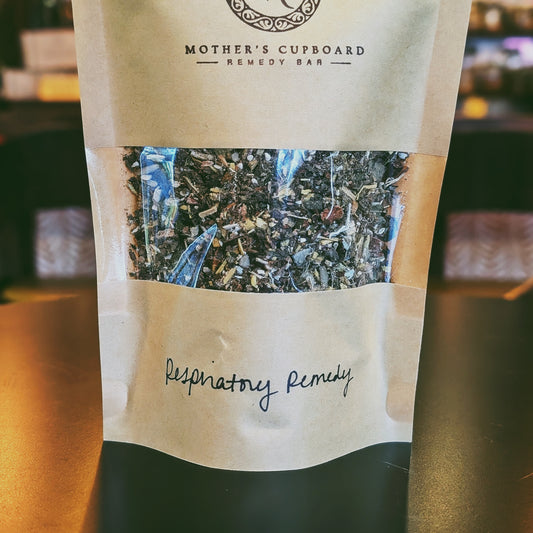 MOTHER'S CUPBOARD
REMEDY BAR
Respiratory Remedy